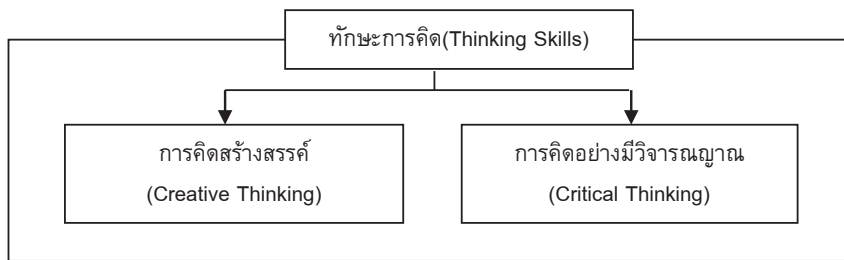 ทักษะการคิด(Thinking Skills)
การคิดสร้างสรรค์
(Creative Thinking)
การคิดอย่างมีวิจารณญาณ
(Critical Thinking)